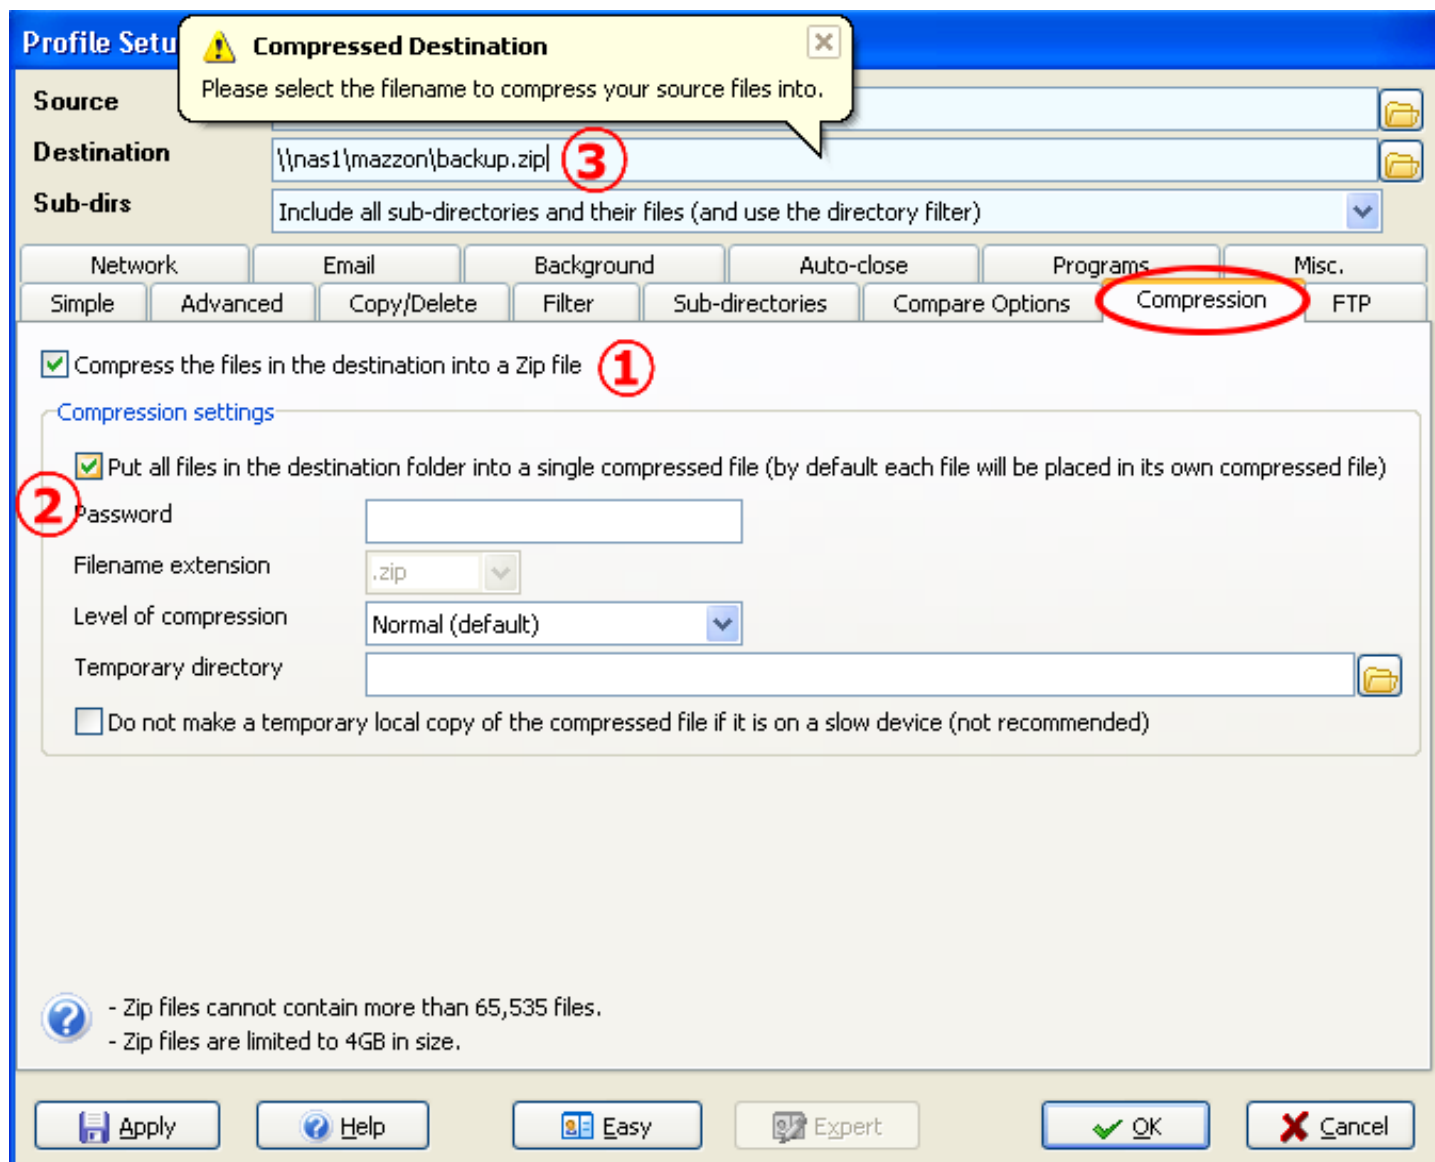 Profile Setu
Compressed Destination
Please select the filename to compress your source files into.
Source
Destination
\\nas1\mazzon\backup.zip
3
Sub-dirs
Include all sub-directories and their files (and use the directory filter)
Network Email Background Auto-close Programs Misc.
Simple Advanced Copy/Delete Filter Sub-directories Compare Options Compression FTP
Compress the files in the destination into a Zip file
1
Compression settings
Put all files in the destination folder into a single compressed file (by default each file will be placed in its own compressed file)
2
Password
Filename extension
.zip
Level of compression
Normal (default)
Temporary directory
Do not make a temporary local copy of the compressed file if it is on a slow device (not recommended)
- Zip files cannot contain more than 65,535 files.
- Zip files are limited to 4GB in size.
Apply Help Easy Expert OK Cancel